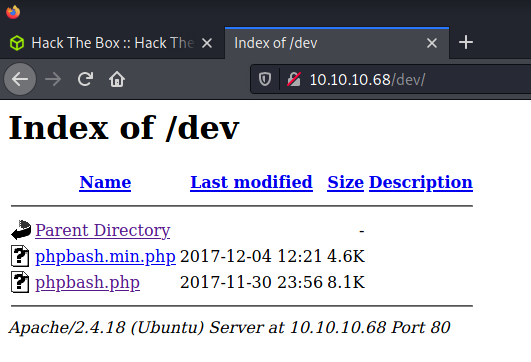 Hack The Box :: Hack The
Index of /dev
10.10.10.68/dev/
Index of /dev
Name Last modified Size Description
Parent Directory -
phpbash.min.php 2017-12-04 12:21 4.6K
phpbash.php 2017-11-30 23:56 8.1K
Apache/2.4.18 (Ubuntu) Server at 10.10.10.68 Port 80